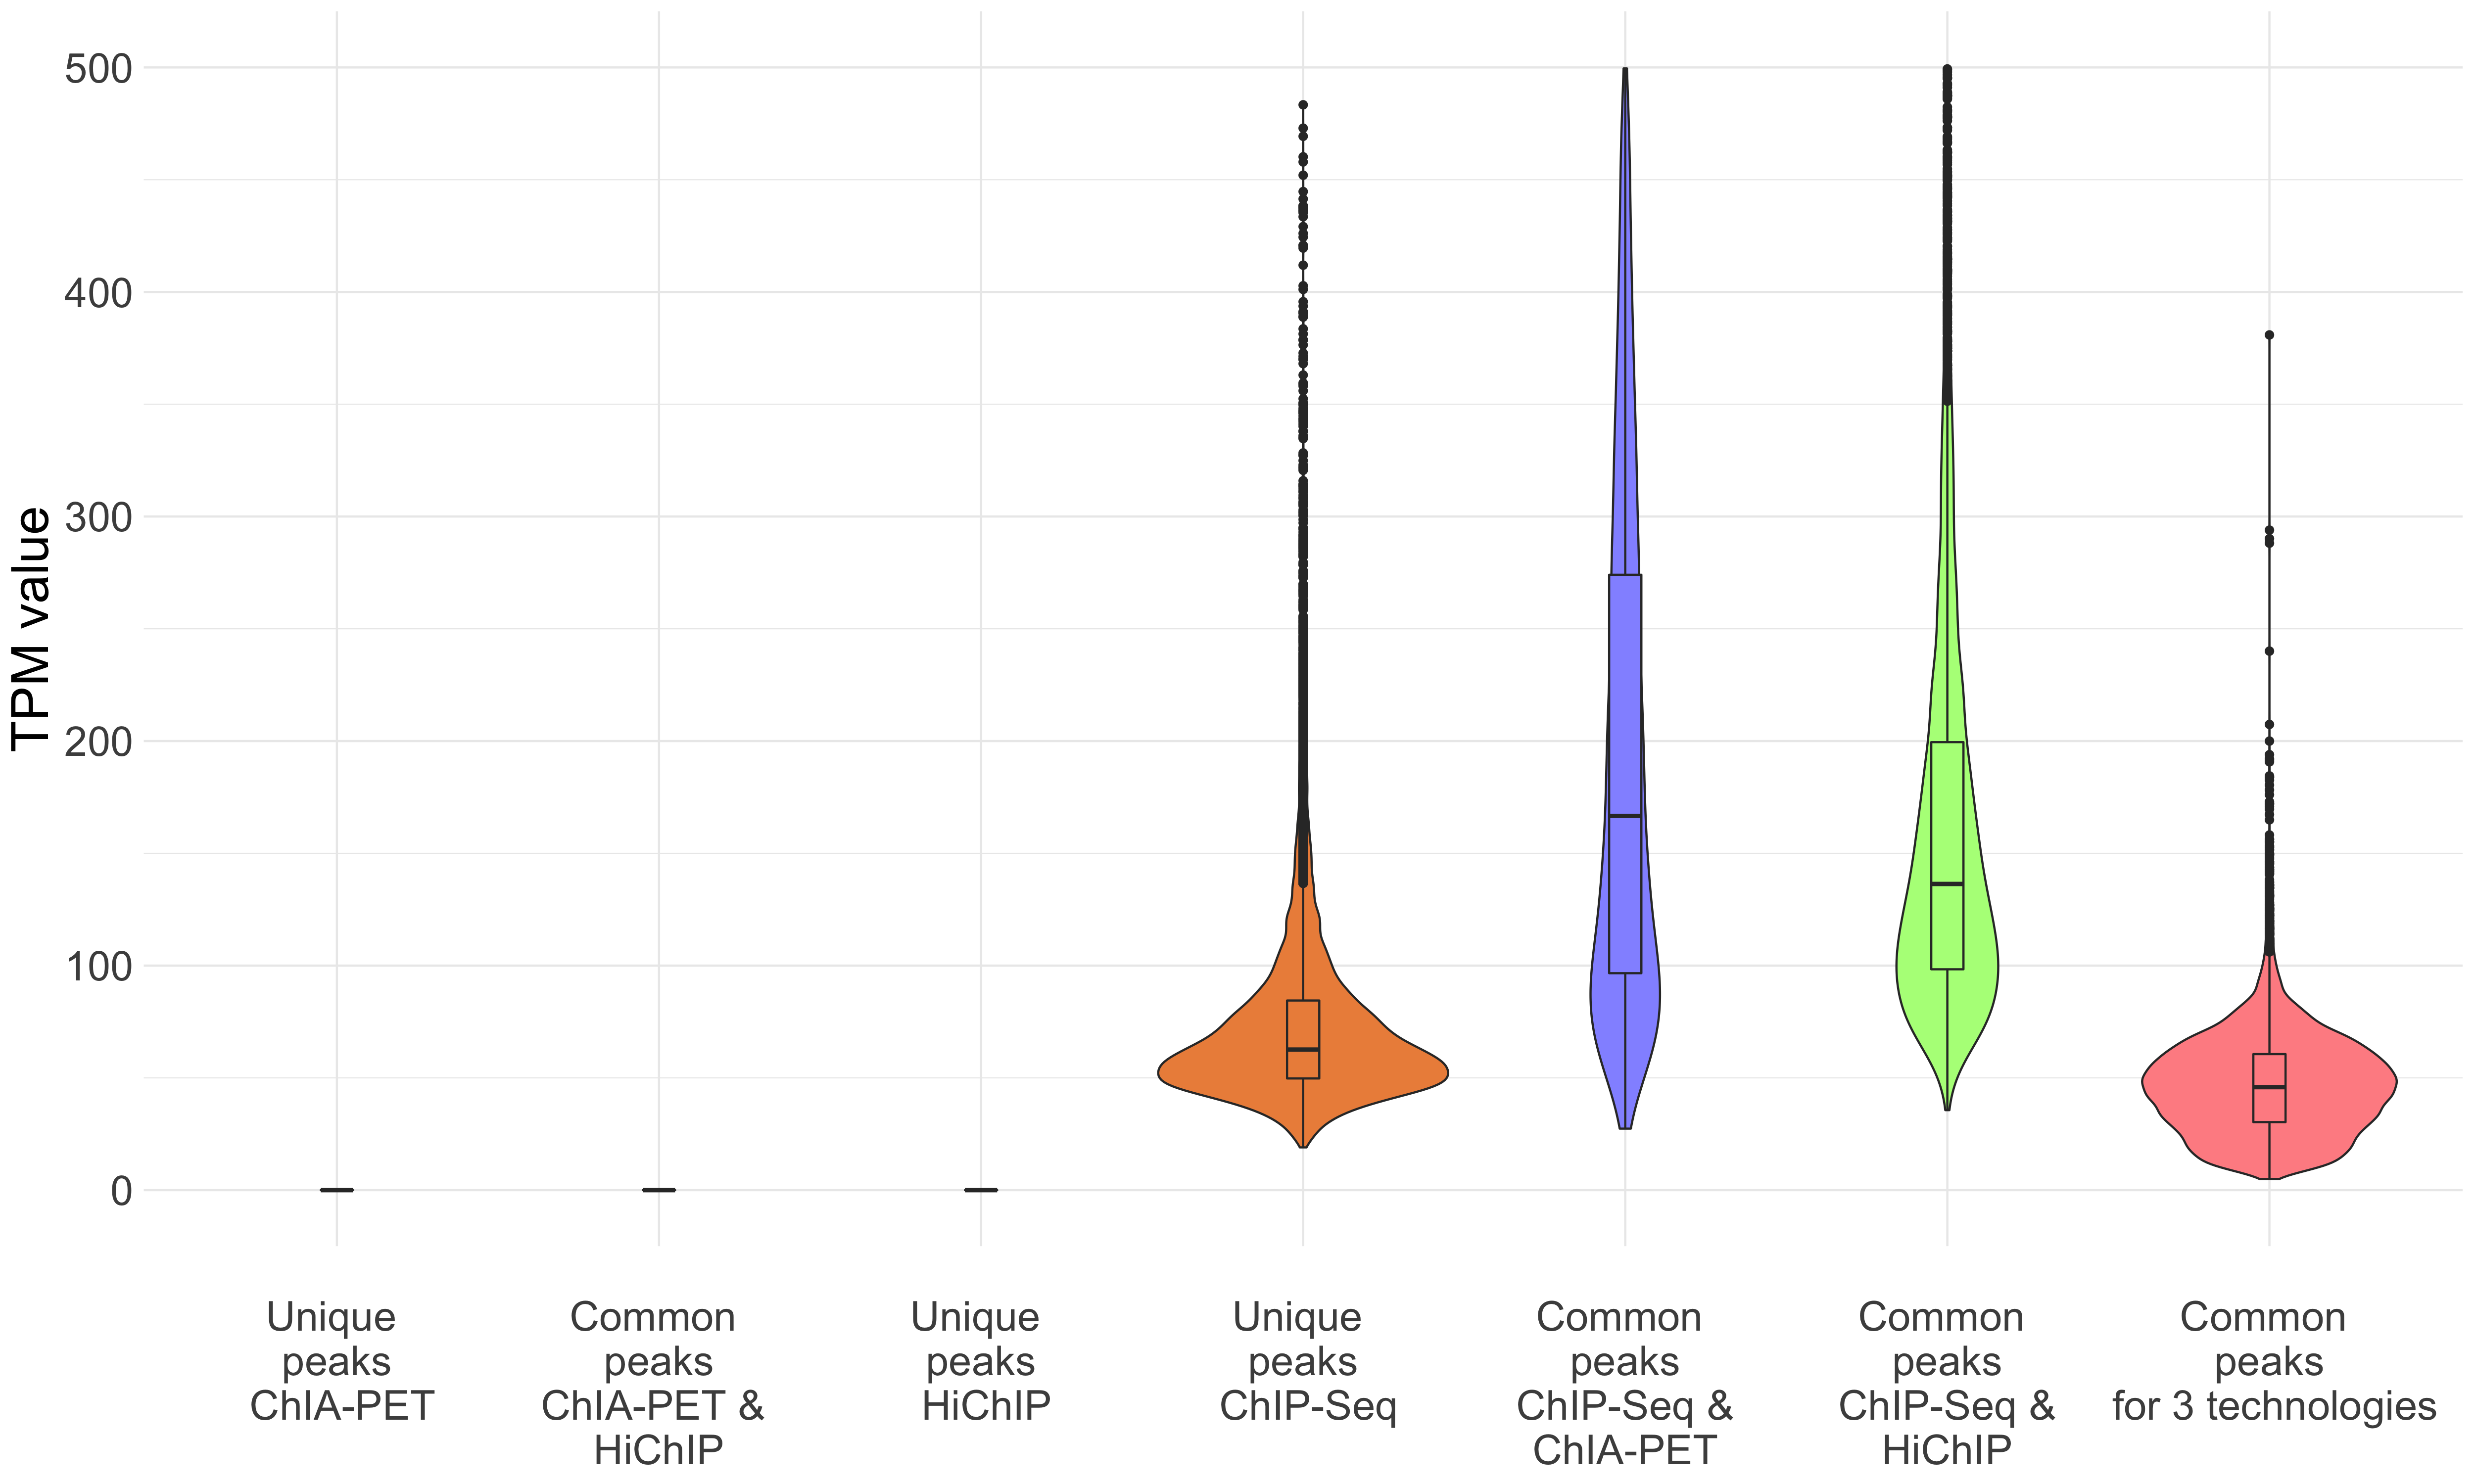 500
400
300
200
100
0
TPM value
Unique
peaks
ChIA-PET
Common
peaks
ChIA-PET &
HiChIP
Unique
peaks
HiChIP
Unique
peaks
ChIP-Seq
Common
peaks
ChIP-Seq &
ChIA-PET
Common
peaks
ChIP-Seq &
HiChIP
Common
peaks
for 3 technologies